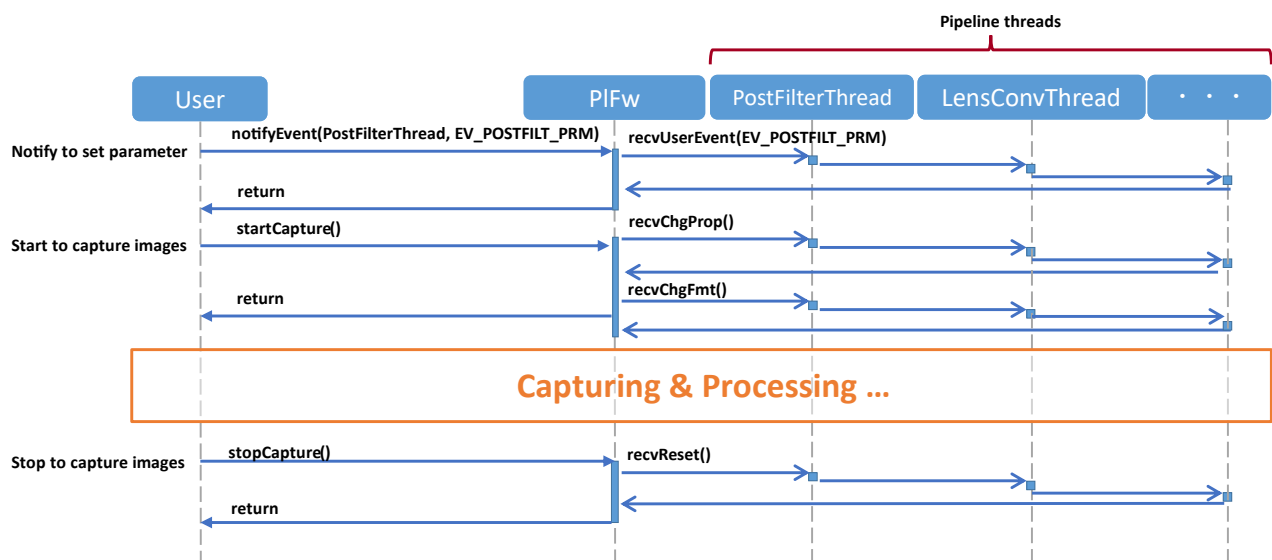 Pipeline threads
User
PlFw
PostFilterThread
LensConvThread
・・・
notifyEvent(PostFilterThread, EV_POSTFILT_PRM)
recvUserEvent(EV_POSTFILT_PRM)
Notify to set parameter
return
startCapture()
recvChgProp()
Start to capture images
return
recvChgFmt()
Capturing & Processing ...
stopCapture()
recvReset()
Stop to capture images
return